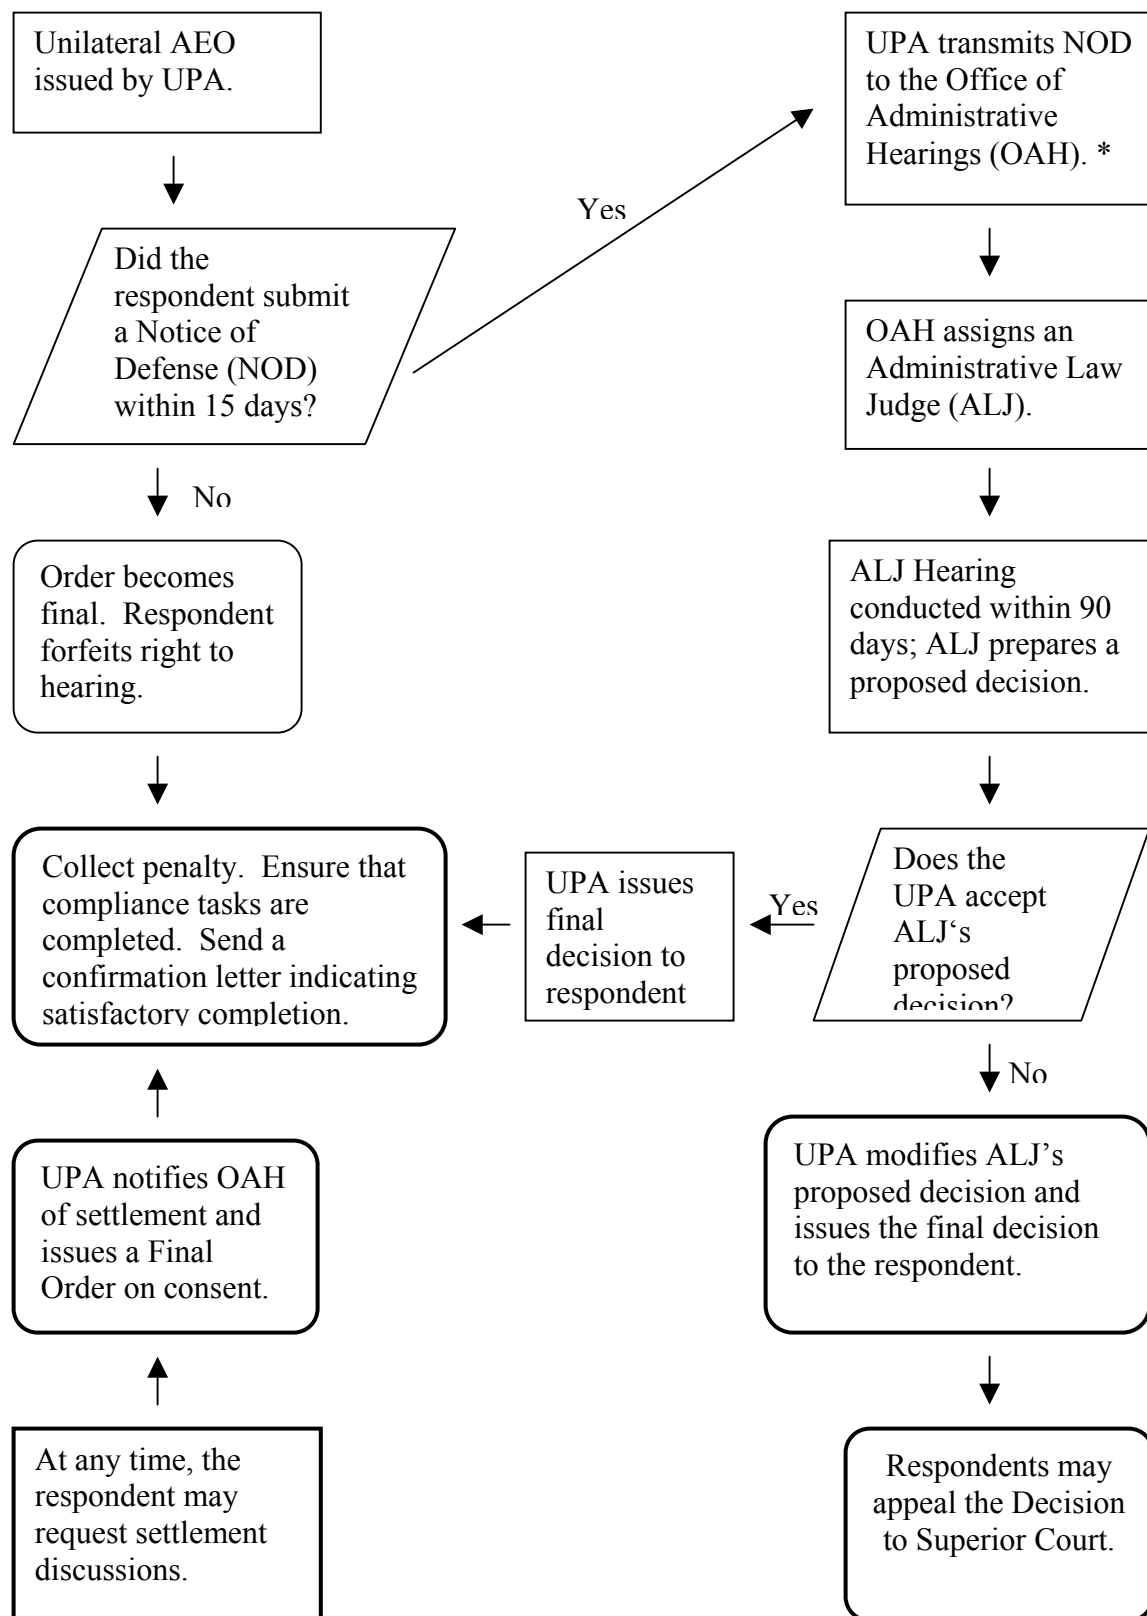 Unilateral AEO
issued by UPA.
Did the
respondent submit
a Notice of
Defense (NOD)
within 15 days?
Yes
No
UPA transmits NOD
to the Office of
Administrative
Hearings (OAH). *
OAH assigns an
Administrative Law
Judge (ALJ).
ALJ Hearing
conducted within 90
days; ALJ prepares a
proposed decision.
Does the
UPA accept
ALJ‘s
proposed
decision?
Yes
UPA issues
final
decision to
respondent
No
UPA modifies ALJ’s
proposed decision and
issues the final decision
to the respondent.
Respondents may
appeal the Decision
to Superior Court.
Order becomes
final. Respondent
forfeits right to
hearing.
Collect penalty. Ensure that
compliance tasks are
completed. Send a
confirmation letter indicating
satisfactory completion.
UPA notifies OAH
of settlement and
issues a Final
Order on consent.
At any time, the
respondent may
request settlement
discussions.